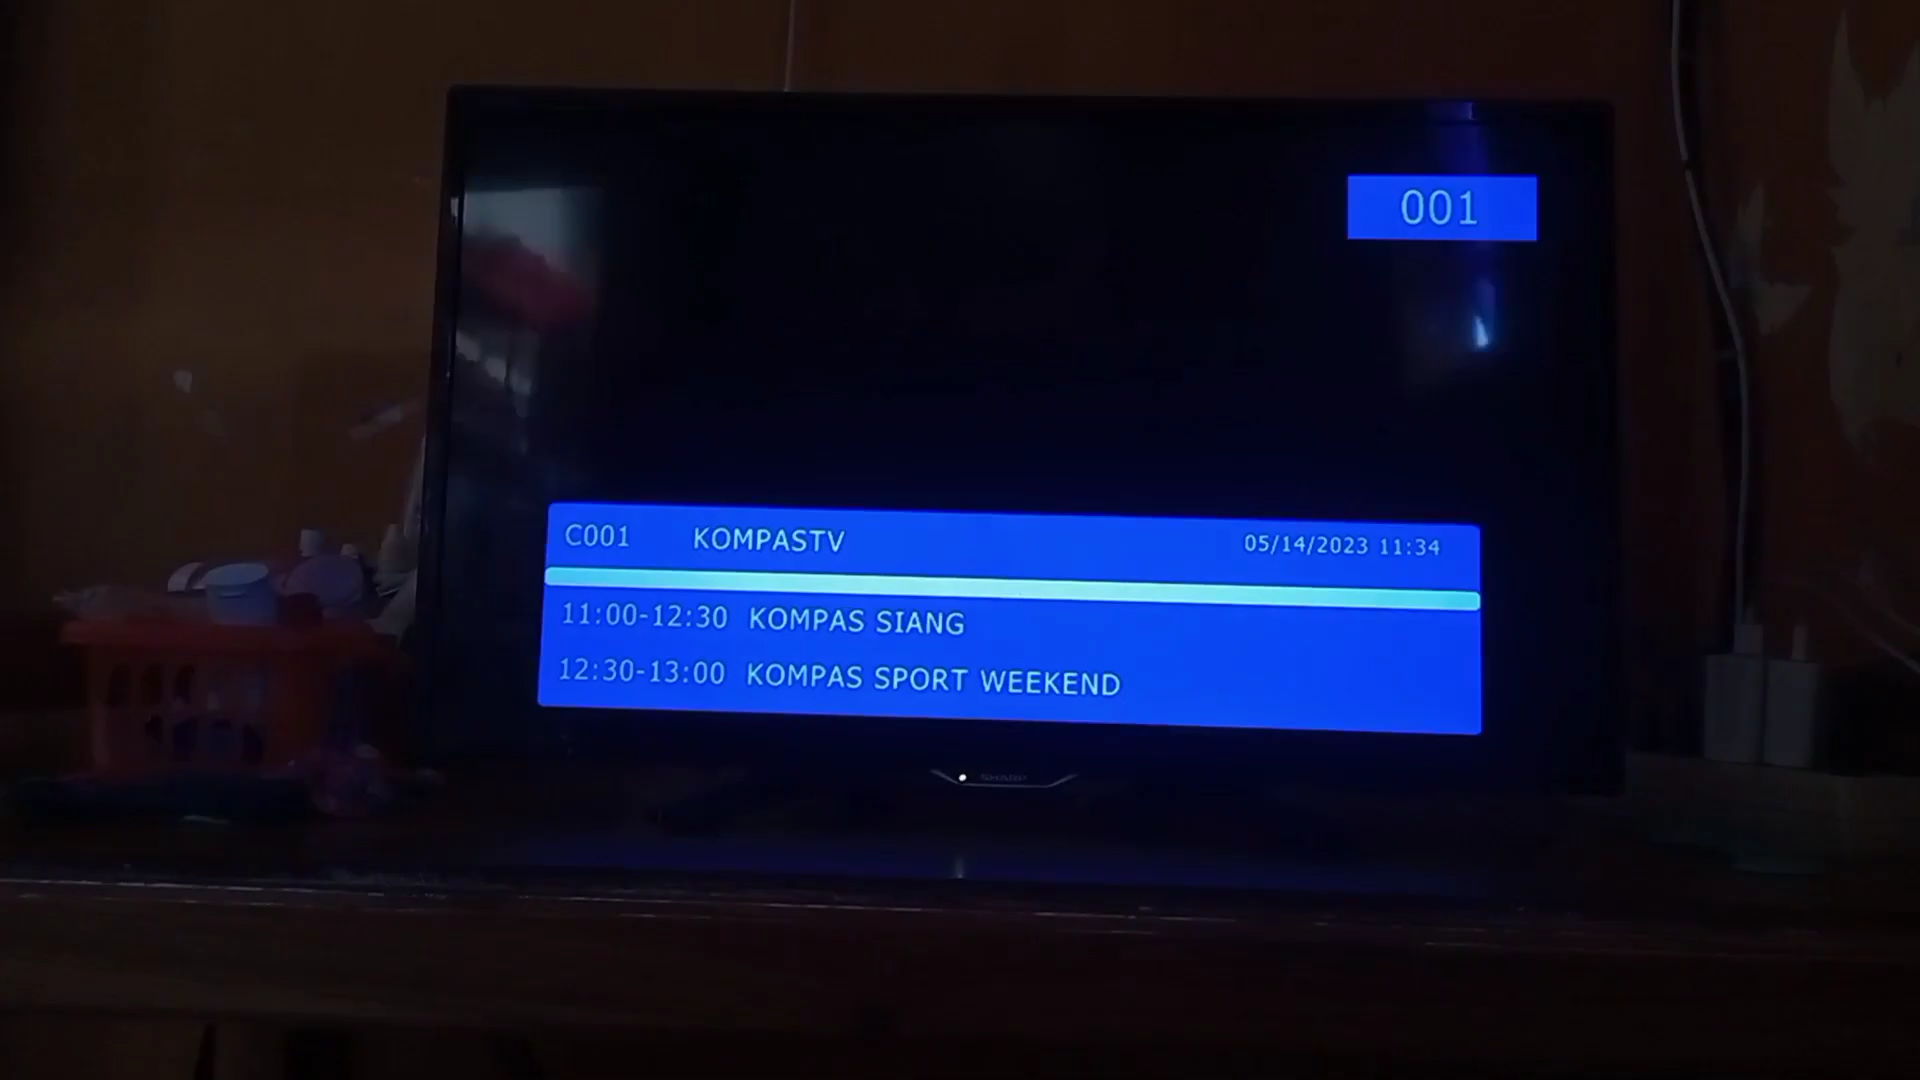 001
C001 KOMPASTV 05/14/2023 11:34
11:00-12:30 KOMPAS SIANG
12:30-13:00 KOMPAS SPORT WEEKEND
SHARP